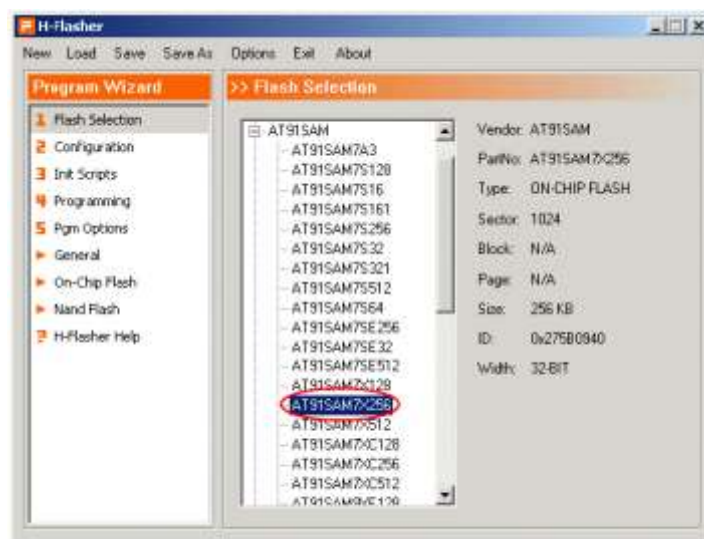 H-Flasher
New Load Save Save As Options Exit About
Program Wizard
1 Flash Selection
2 Configuration
3 Init Scripts
4 Programming
5 Pgm Options
General
On-Chip Flash
Nand Flash
? H-Flasher Help
>> Flash Selection
AT91SAM
AT91SAM7A3
AT91SAM7S128
AT91SAM7S16
AT91SAM7S161
AT91SAM7S256
AT91SAM7S32
AT91SAM7S321
AT91SAM7S512
AT91SAM7S64
AT91SAM7SE256
AT91SAM7SE32
AT91SAM7SE512
AT91SAM7X128
AT91SAM7X256
AT91SAM7X512
AT91SAM7XC128
AT91SAM7XC256
AT91SAM7XC512
Vendor: AT91SAM
PartNo: AT91SAM7X256
Type: ON-CHIP FLASH
Sector: 1024
Block: N/A
Page: N/A
Size: 256 KB
ID: 0x275B0940
Width: 32-BIT